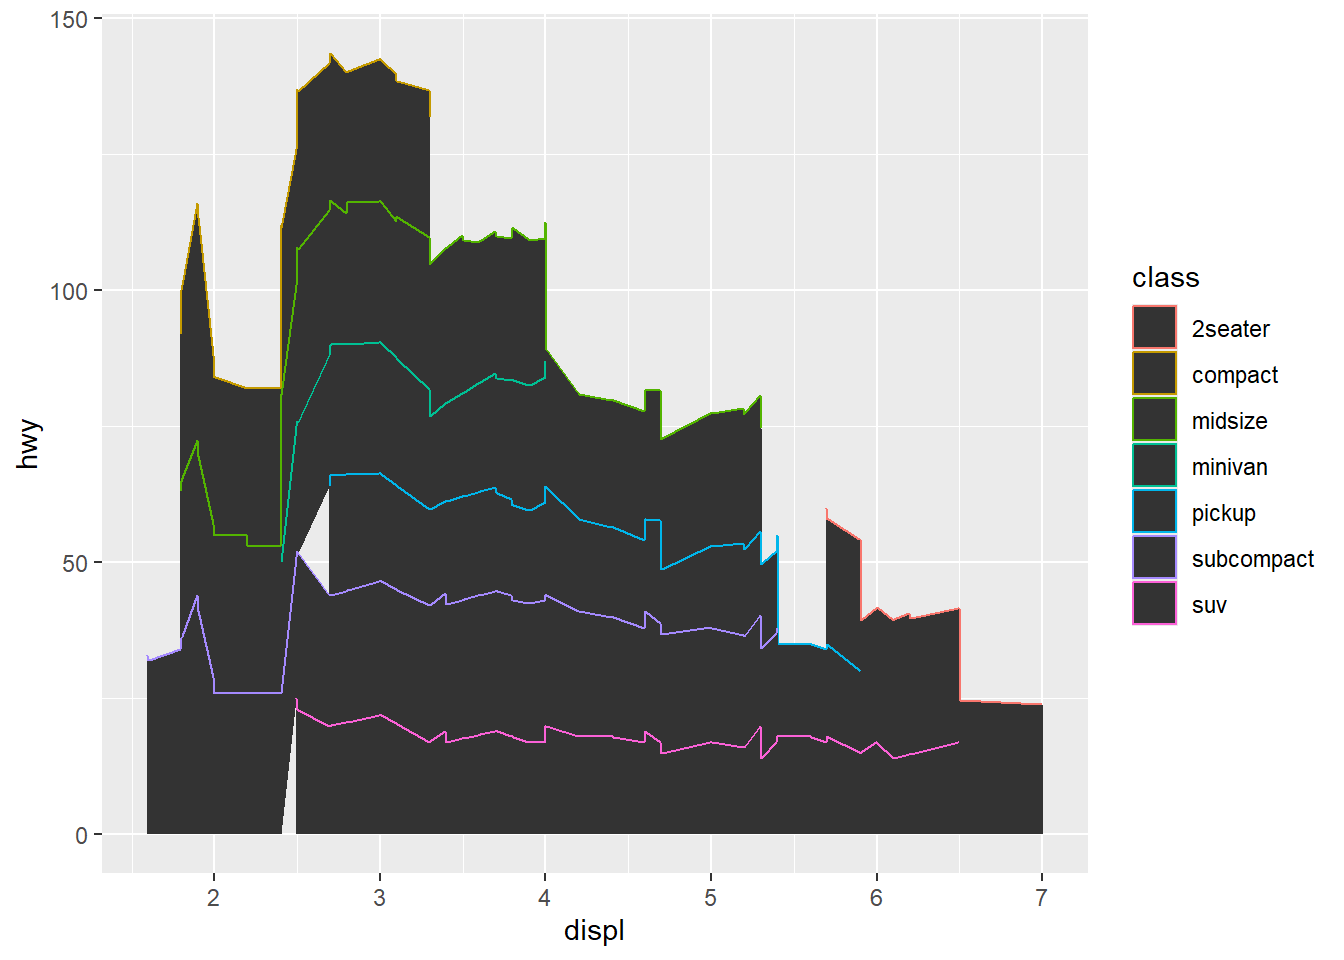 150
100
50
0
hwy
2 3 4 5 6 7
displ
class
2seater
compact
midsize
minivan
pickup
subcompact
suv